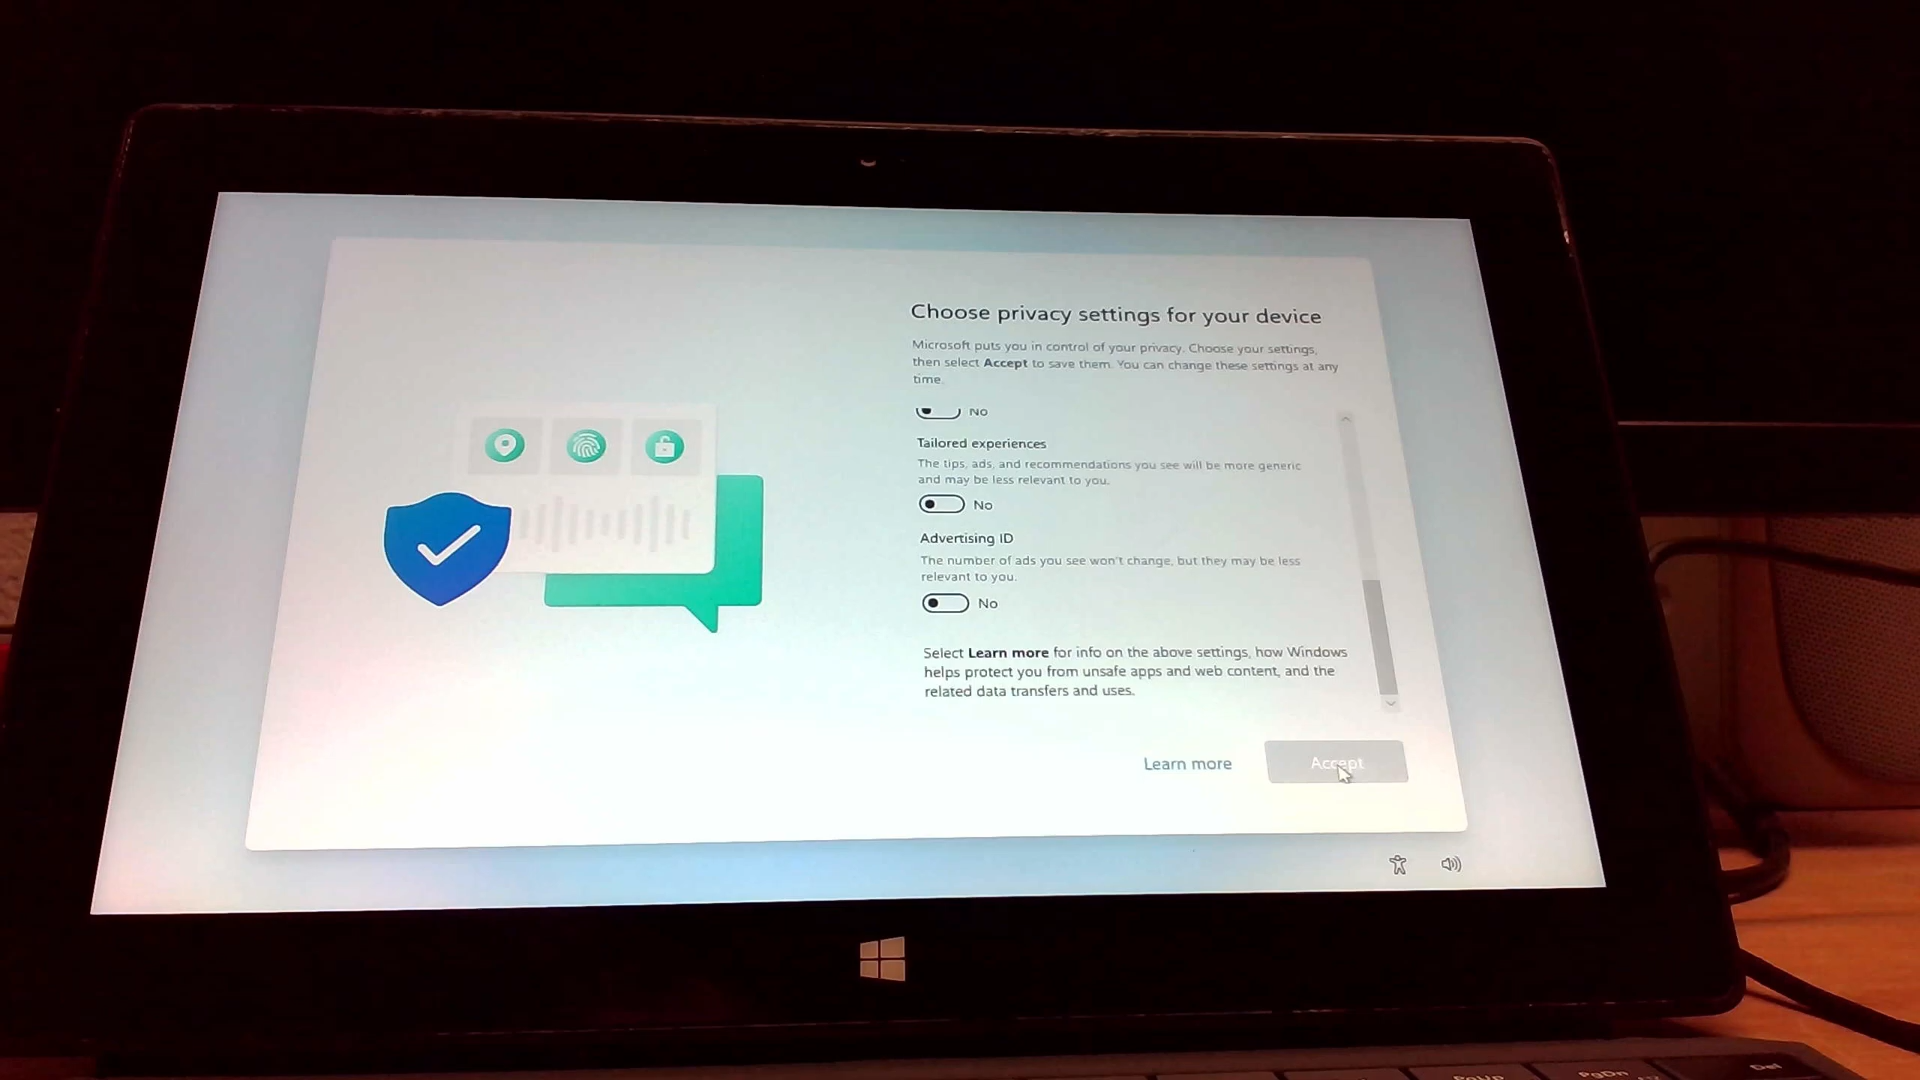 Choose privacy settings for your device
Microsoft puts you in control of your privacy. Choose your settings,
then select Accept to save them. You can change these settings at any
time.
No
Tailored experiences
The tips, ads, and recommendations you see will be more generic
and may be less relevant to you.
No
Advertising ID
The number of ads you see won't change, but they may be less
relevant to you.
No
Select Learn more for info on the above settings, how Windows
helps protect you from unsafe apps and web content, and the
related data transfers and uses.
Learn more
Accept
PgUp
PgDn
Del